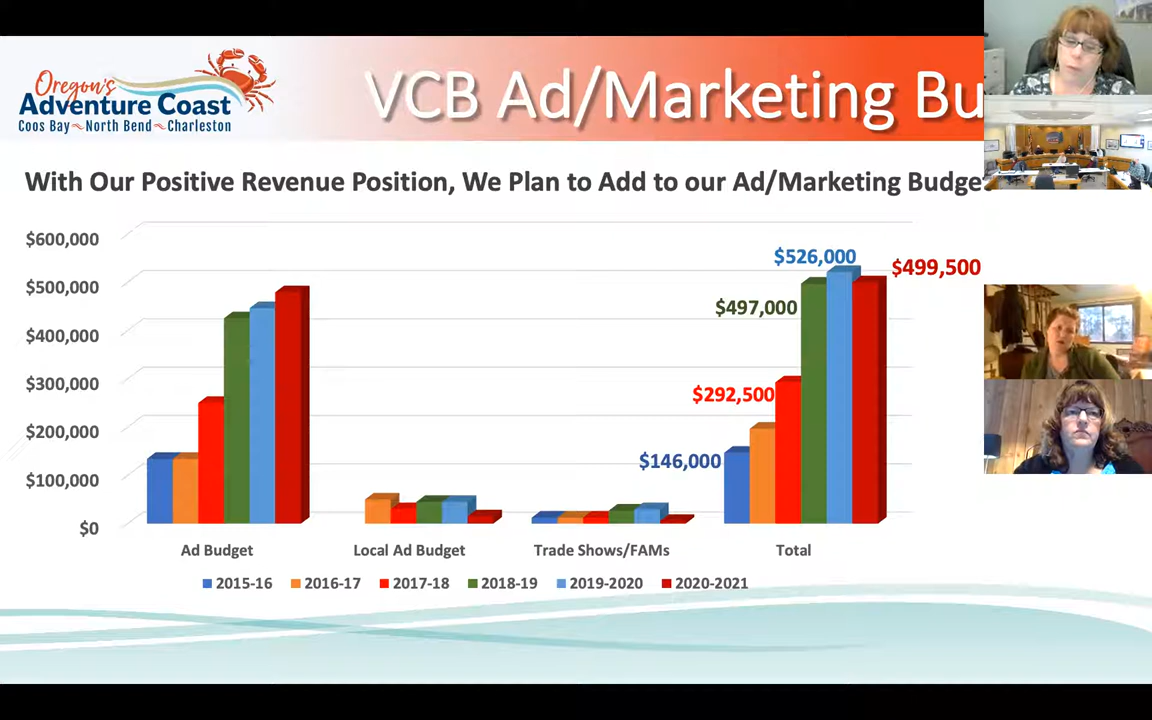 Oregon's
Adventure Coast
Coos Bay ~ North Bend ~ Charleston
VCB Ad/Marketing Bu
With Our Positive Revenue Position, We Plan to Add to our Ad/Marketing Budge
$600,000
$500,000
$400,000
$300,000
$200,000
$100,000
$0
$526,000
$499,500
$497,000
$292,500
$146,000
Ad Budget
Local Ad Budget
Trade Shows/FAMs
Total
2015-16
2016-17
2017-18
2018-19
2019-2020
2020-2021